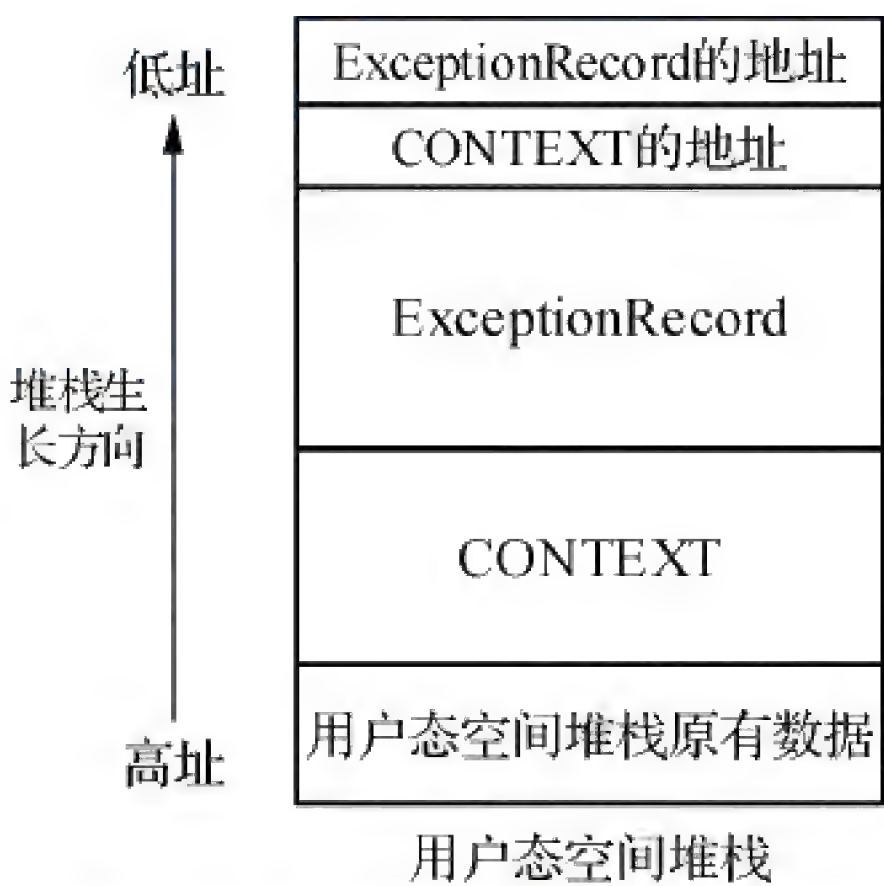 低址
ExceptionRecord的地址
CONTEXT的地址
ExceptionRecord
堆栈生
长方向
CONTEXT
用户态空间堆栈原有数据
高址
用户态空间堆栈